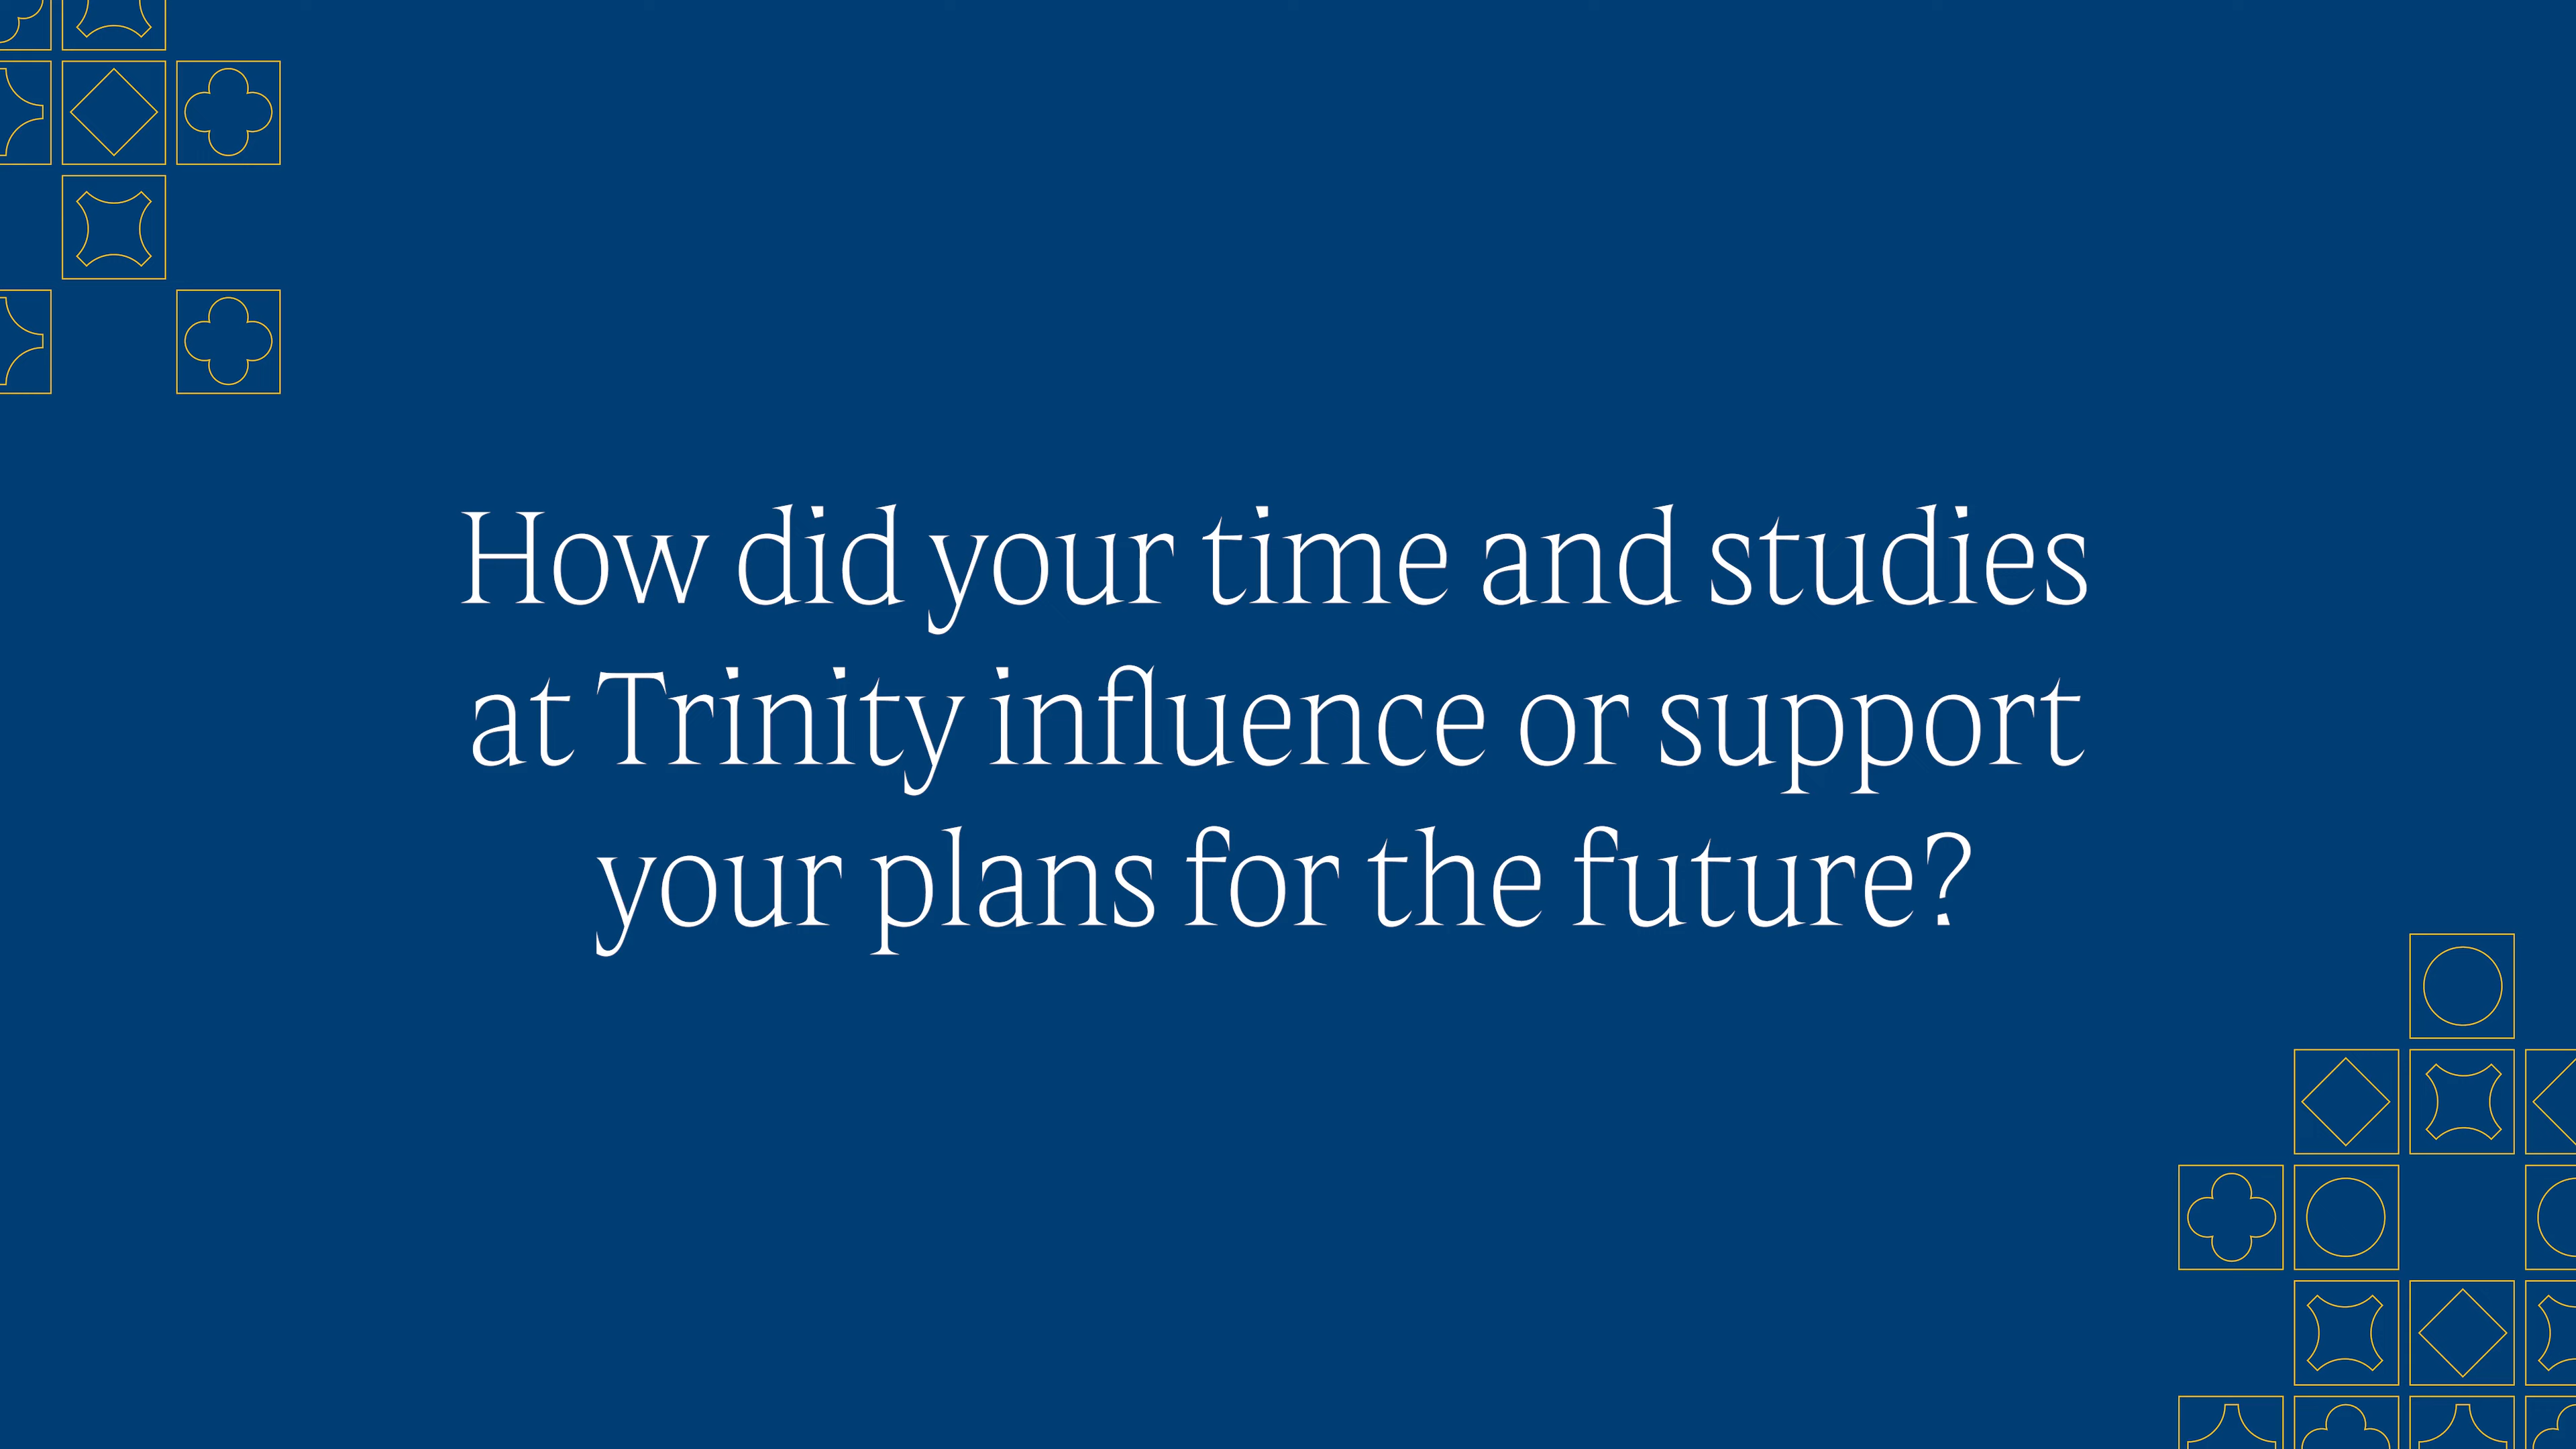 How did your time and studies
at Trinity influence or support
your plans for the future?